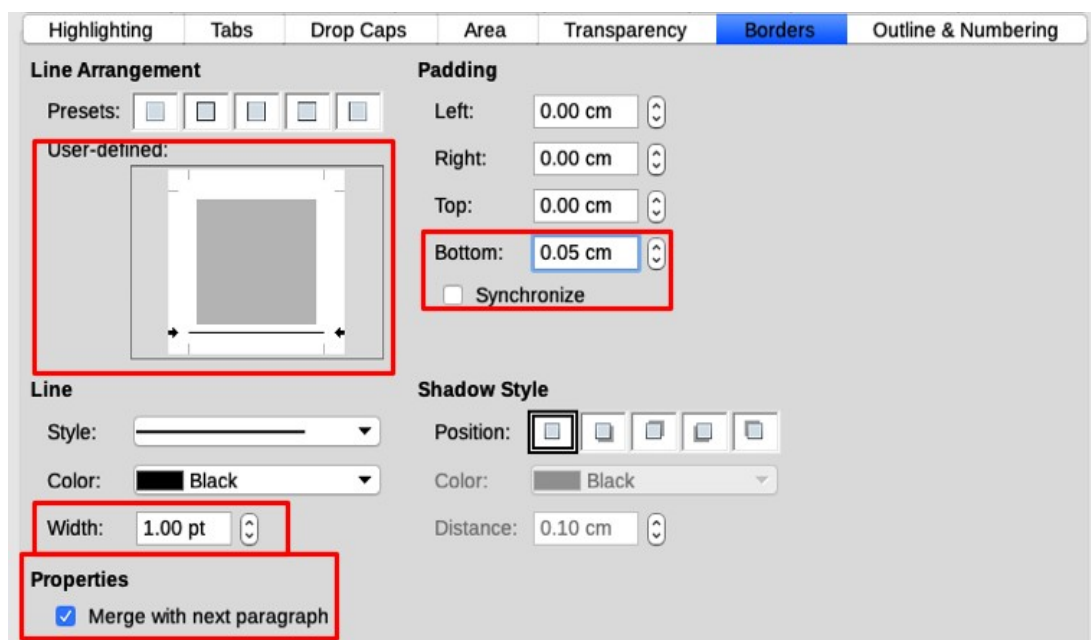 Highlighting Tabs Drop Caps Area Transparency Borders Outline & Numbering
Line Arrangement
Presets:
User-defined:
Padding
Left: 0.00 cm
Right: 0.00 cm
Top: 0.00 cm
Bottom: 0.05 cm
Synchronize
Line
Style:
Color: Black
Width: 1.00 pt
Shadow Style
Position:
Color: Black
Distance: 0.10 cm
Properties
Merge with next paragraph